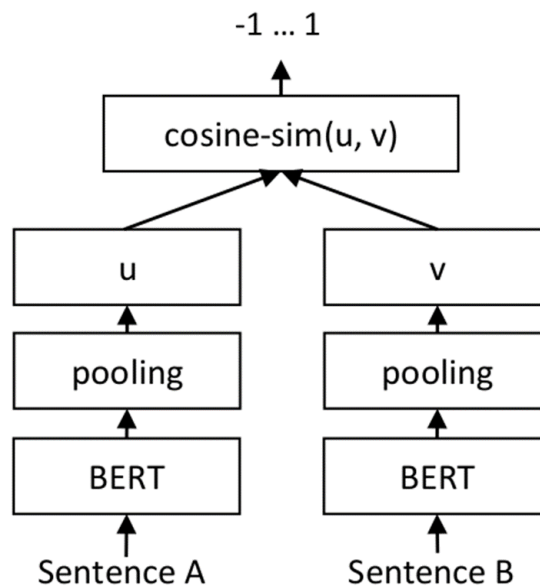 -1 ... 1
cosine-sim(u, v)
u
v
pooling
pooling
BERT
BERT
Sentence A
Sentence B